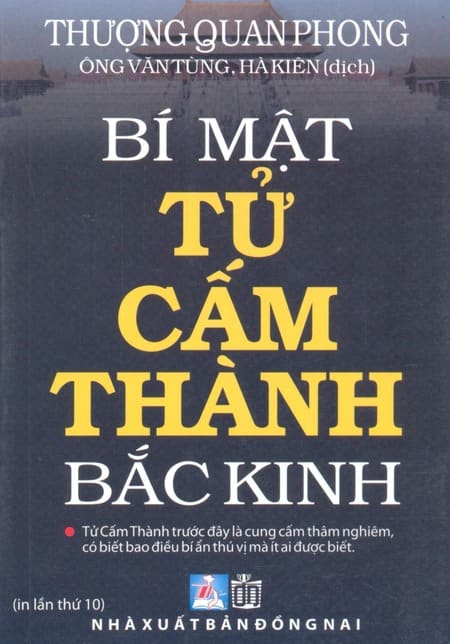 THƯỢNG QUAN PHONG
ÔNG VĂN TÙNG, HÀ KIÊN (dịch)
BÍ MẬT
TỬ
CẤM
THÀNH
BẮC KINH
Tử Cấm Thành trước đây là cung cấm thâm nghiêm,
có biết bao điều bí ẩn thú vị mà ít ai được biết.
(in lần thứ 10)
NHÀ XUẤT BẢN ĐỒNG NAI